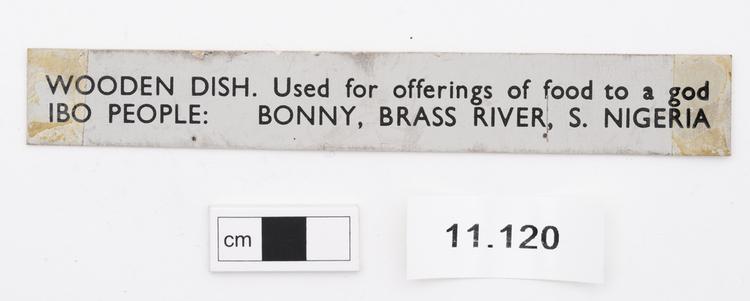 WOODEN DISH. Used for offerings of food to a god
IBO PEOPLE: BONNY, BRASS RIVER, S. NIGERIA
cm
11.120